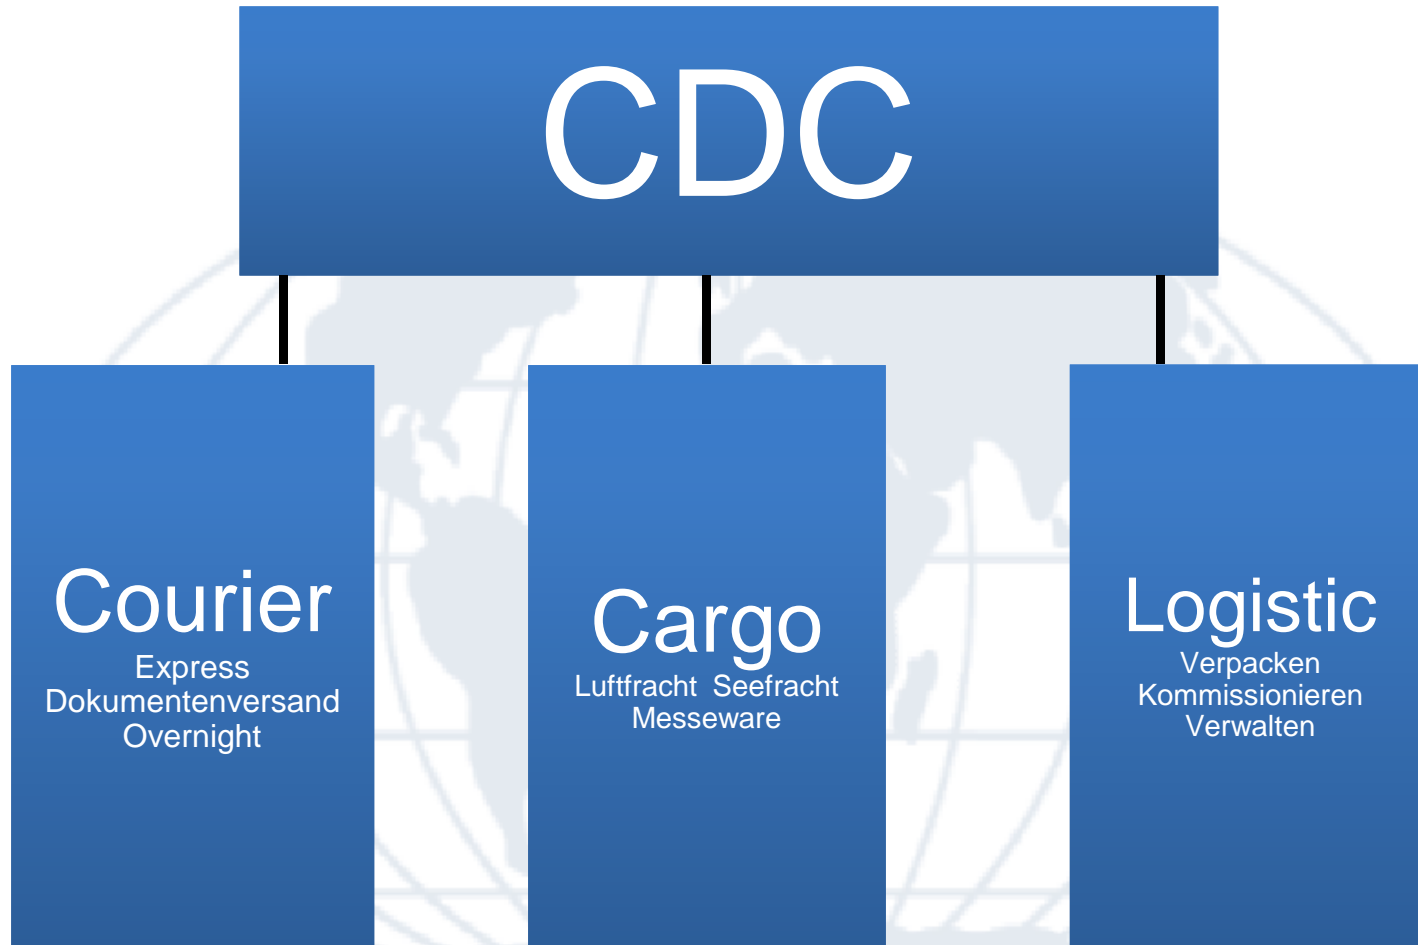 CDC
Courier
Express
Dokumentenversand
Overnight
Cargo
Luftfracht Seefracht
Messeware
Logistic
Verpacken
Kommissionieren
Verwalten